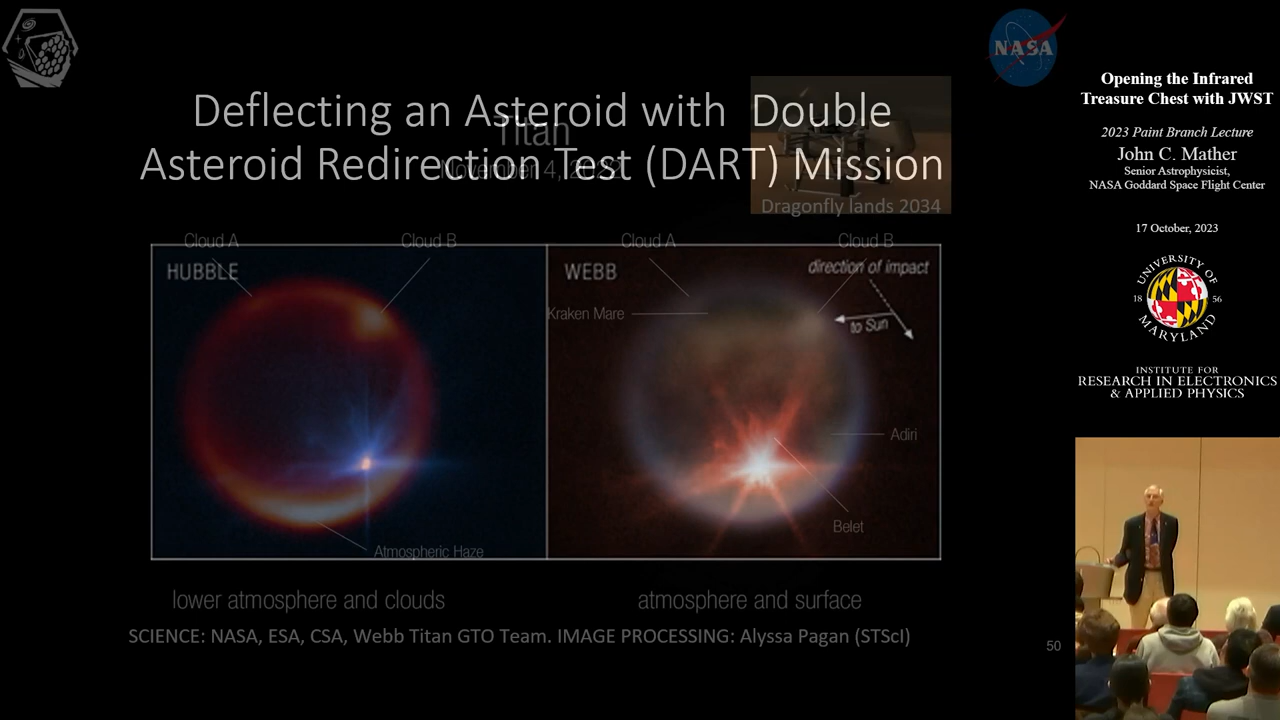 NASA
Deflecting an Asteroid with Double
Asteroid Redirection Test (DART) Mission
Titan
November 4, 2022
Dragonfly lands 2034
Cloud A
Cloud B
Cloud A
Cloud B
HUBBLE
WEBB
direction of impact
Kraken Mare
to Sun
Adiri
Belet
Atmospheric Haze
lower atmosphere and clouds
atmosphere and surface
SCIENCE: NASA, ESA, CSA, Webb Titan GTO Team. IMAGE PROCESSING: Alyssa Pagan (STScI)
50
Opening the Infrared
Treasure Chest with JWST
2023 Paint Branch Lecture
John C. Mather
Senior Astrophysicist,
NASA Goddard Space Flight Center
17 October, 2023
UNIVERSITY OF
18 56
MARYLAND
INSTITUTE FOR
RESEARCH IN ELECTRONICS
& APPLIED PHYSICS